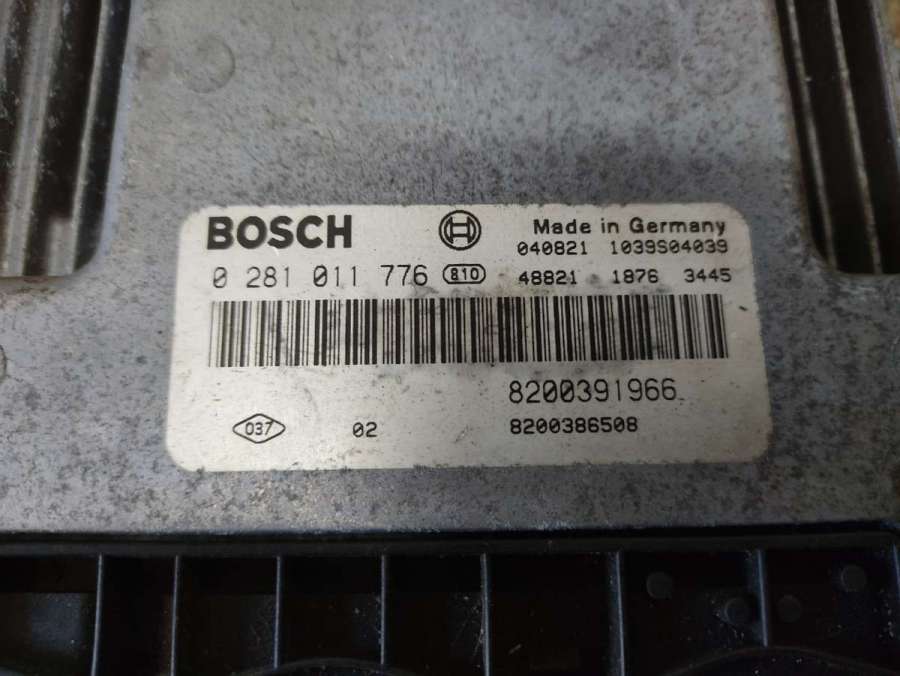 BOSCH Made in Germany
040821 1039S04039
0 281 011 776 810 48821 1876 3445
8200391966
037 02 8200386508